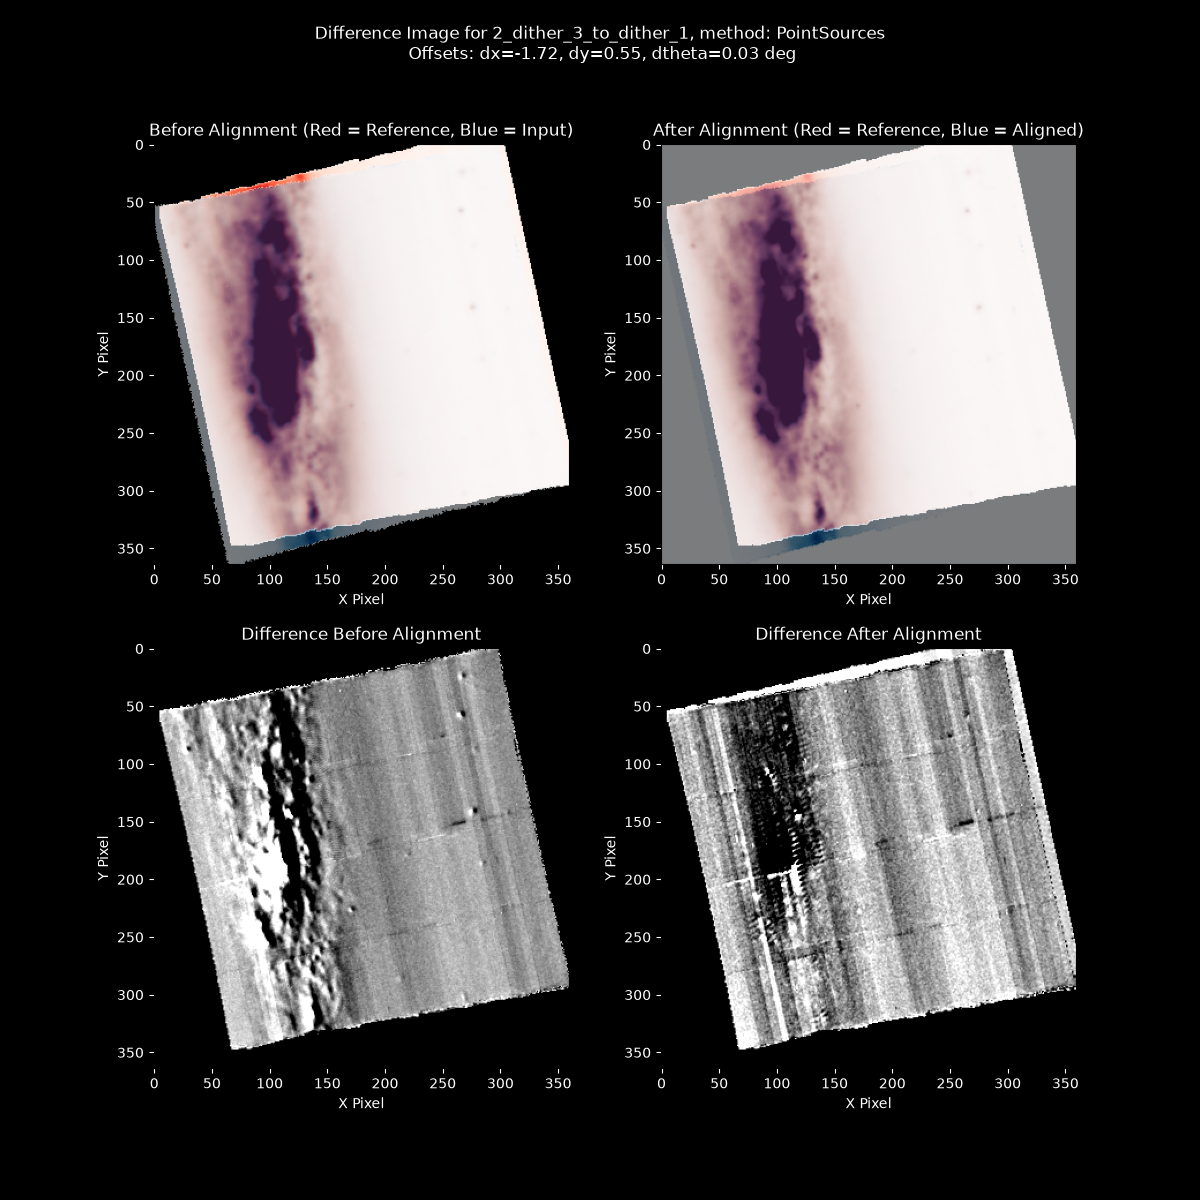 Difference Image for 2_dither_3_to_dither_1, method: PointSources
Offsets: dx=-1.72, dy=0.55, dtheta=0.03 deg
Before Alignment (Red = Reference, Blue = Input)
0
50
100
150
200
250
300
350
Y Pixel
0 50 100 150 200 250 300 350
X Pixel
After Alignment (Red = Reference, Blue = Aligned)
0
50
100
150
200
250
300
350
Y Pixel
0 50 100 150 200 250 300 350
X Pixel
Difference Before Alignment
0
50
100
150
200
250
300
350
Y Pixel
0 50 100 150 200 250 300 350
X Pixel
Difference After Alignment
0
50
100
150
200
250
300
350
Y Pixel
0 50 100 150 200 250 300 350
X Pixel